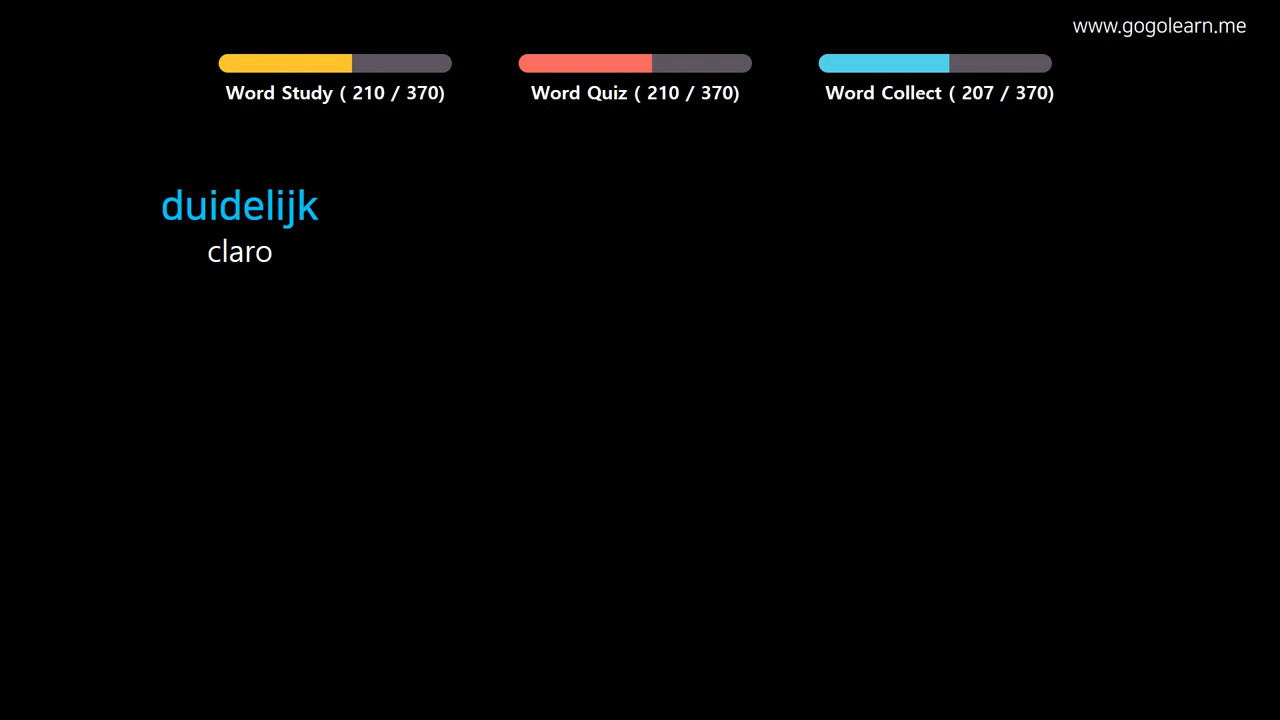 www.gogolearn.me
Word Study ( 210 / 370)
Word Quiz ( 210 / 370)
Word Collect ( 207 / 370)
duidelijk
claro